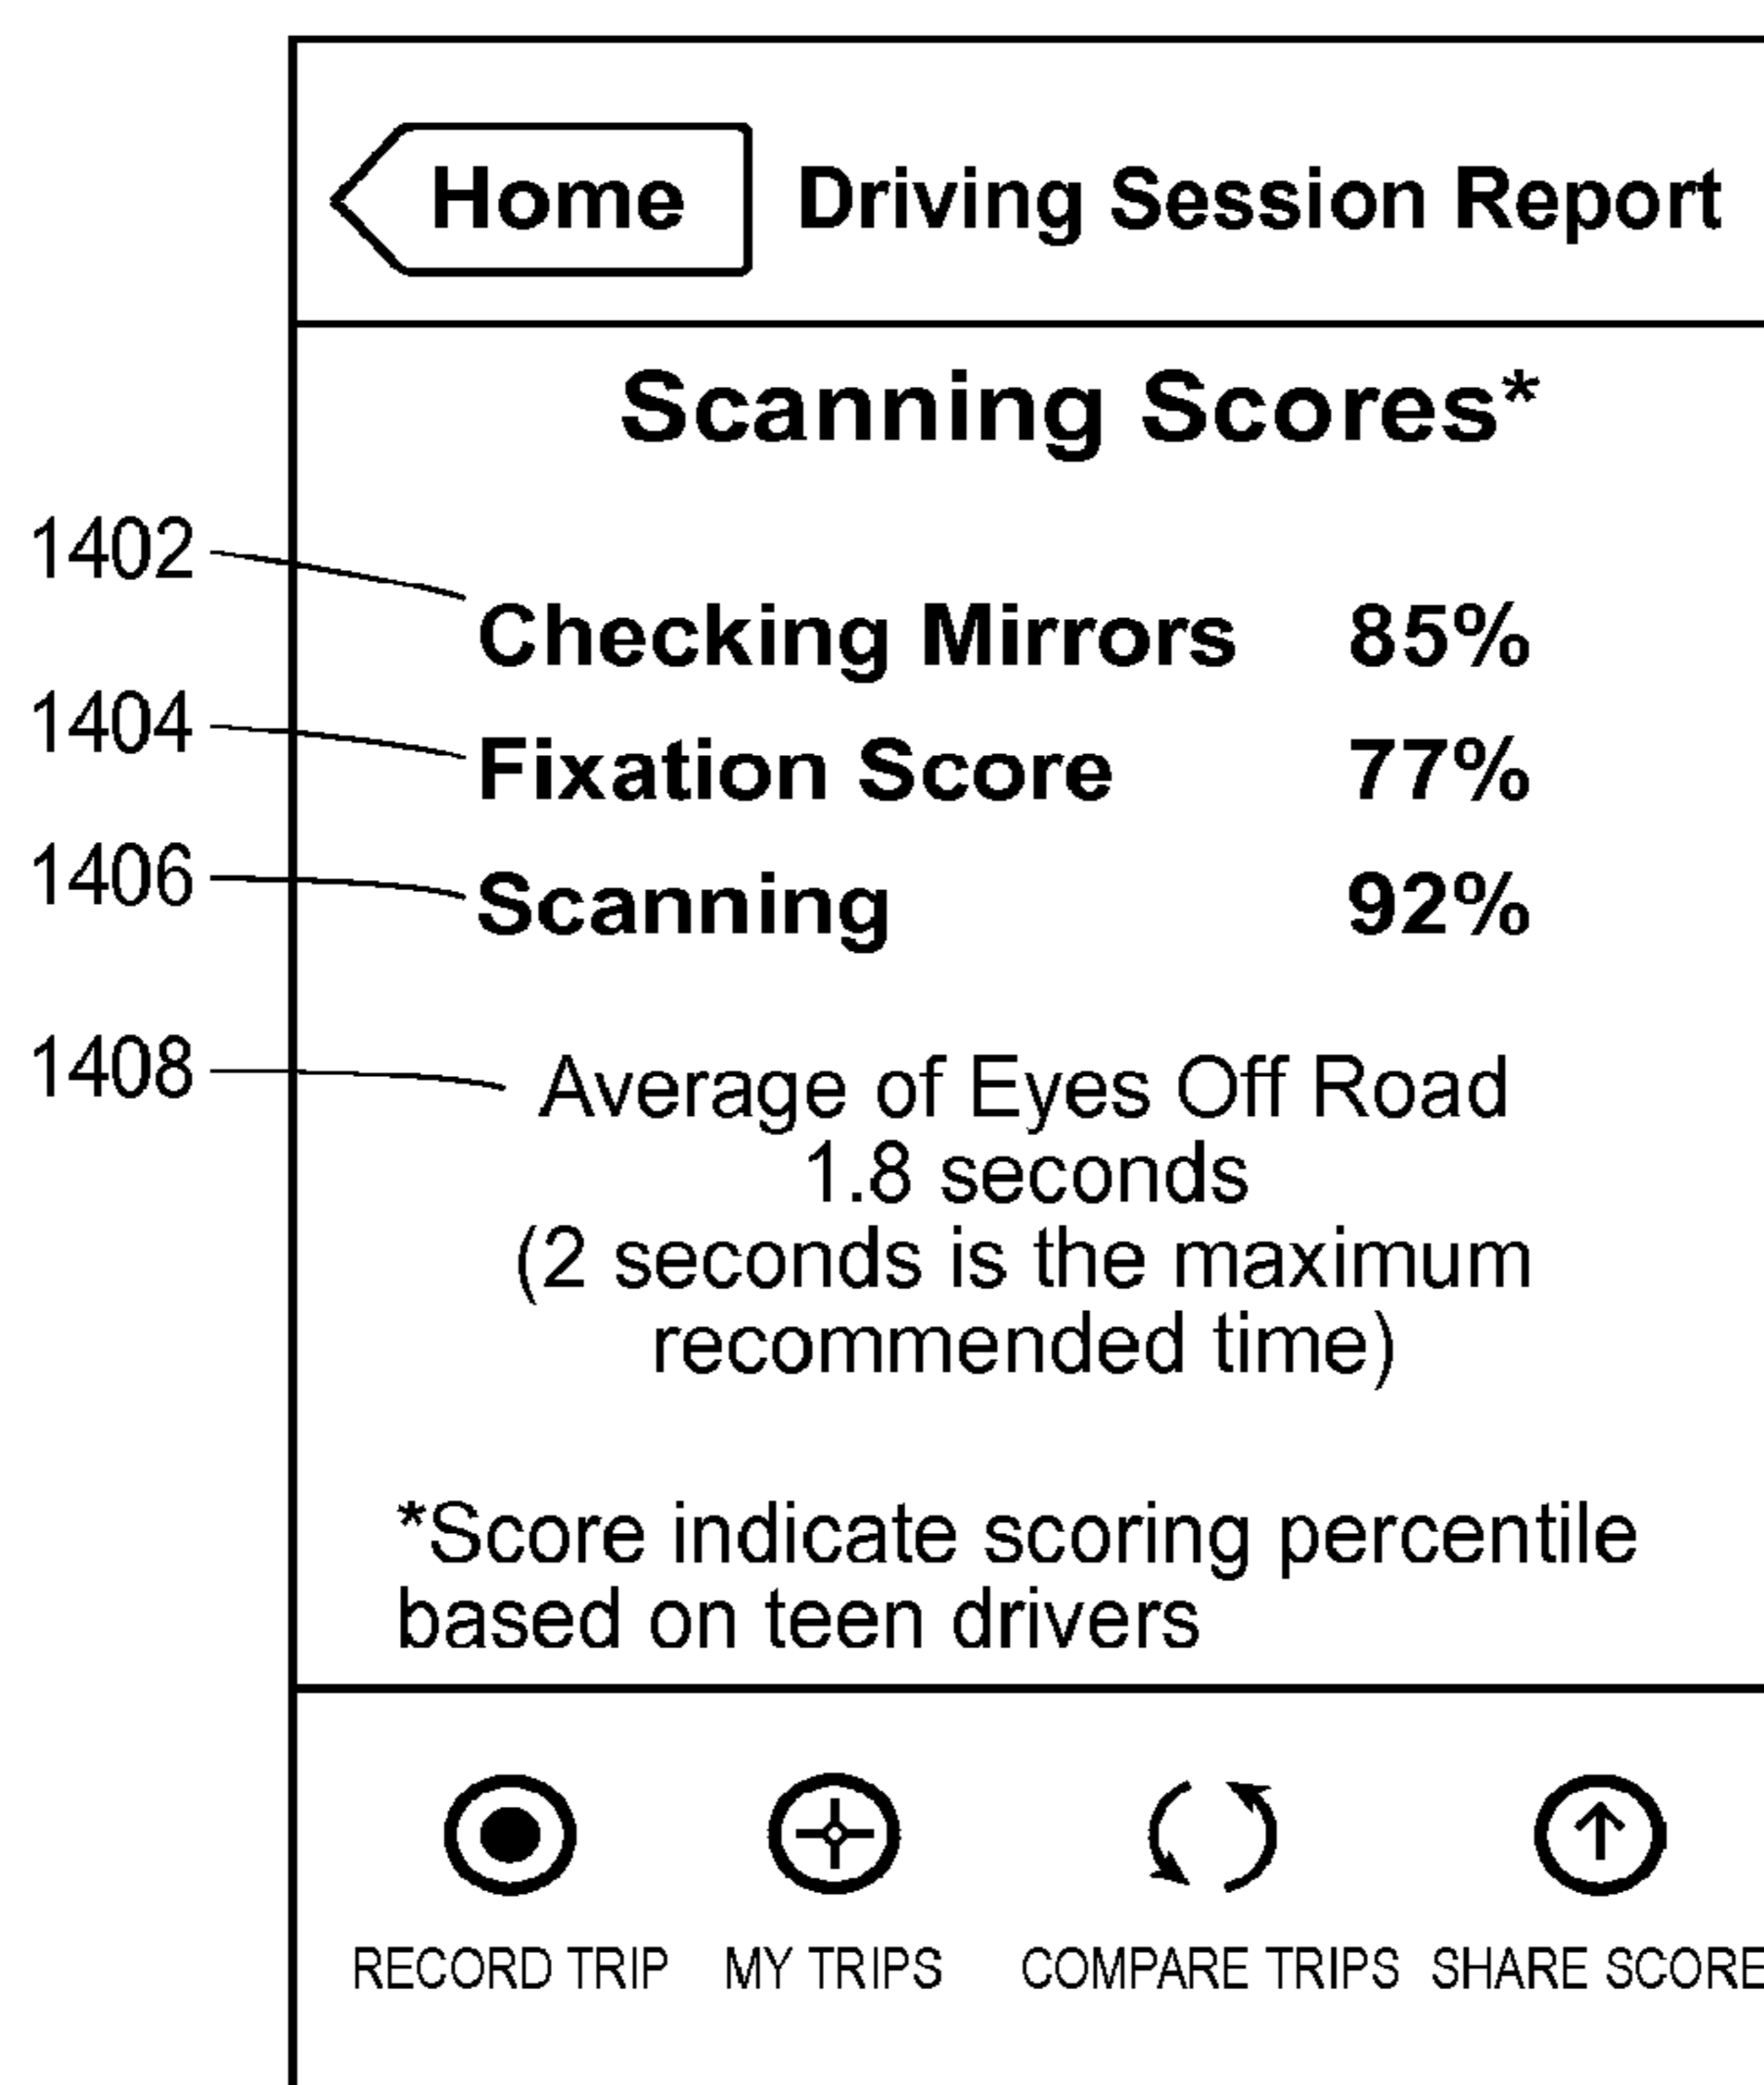 Home Driving Session Report
Scanning Scores*
1402
Checking Mirrors 85%
1404
Fixation Score 77%
1406
Scanning 92%
1408
Average of Eyes Off Road
1.8 seconds
(2 seconds is the maximum
recommended time)
*Score indicate scoring percentile
based on teen drivers
RECORD TRIP MY TRIPS COMPARE TRIPS SHARE SCORE